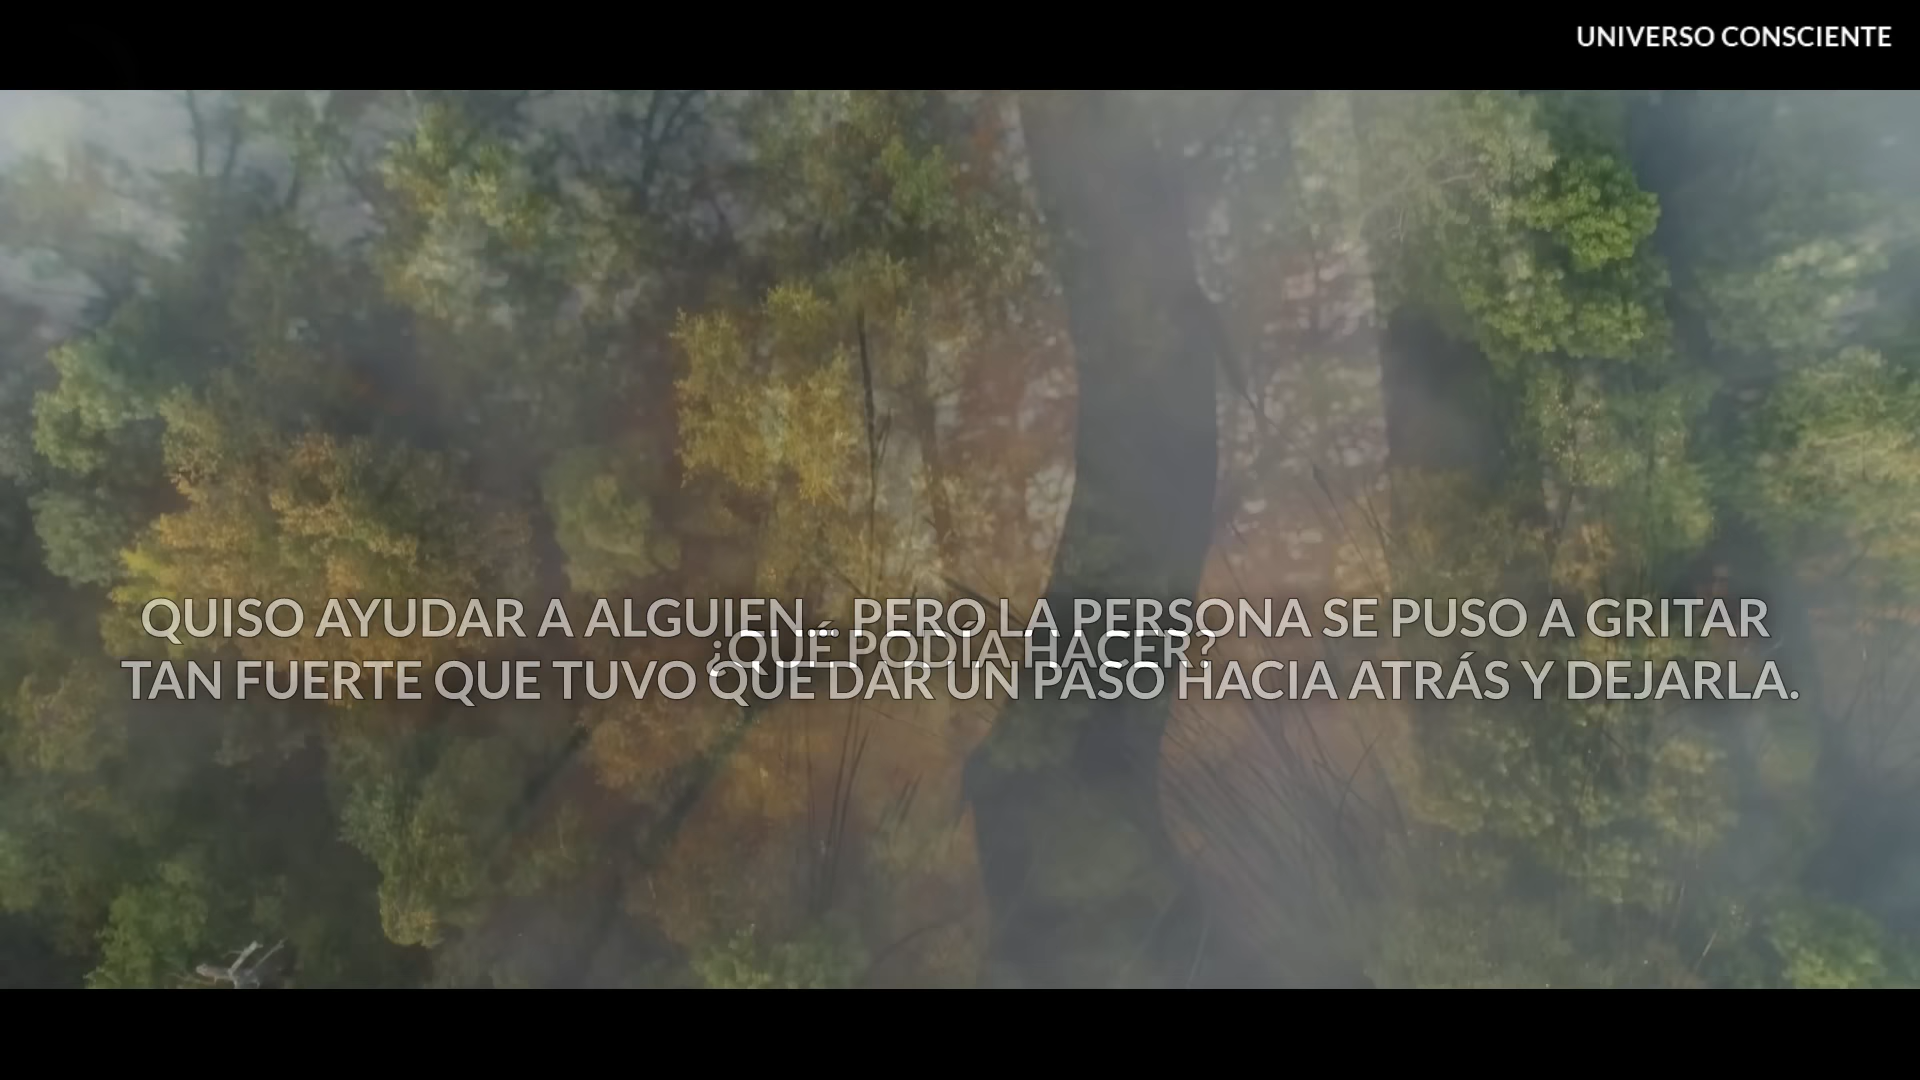 UNIVERSO CONSCIENTE
QUISO AYUDAR A ALGUIEN... PERO LA PERSONA SE PUSO A GRITAR
¿QUÉ PODÍA HACER?
TAN FUERTE QUE TUVO QUE DAR UN PASO HACIA ATRÁS Y DEJARLA.